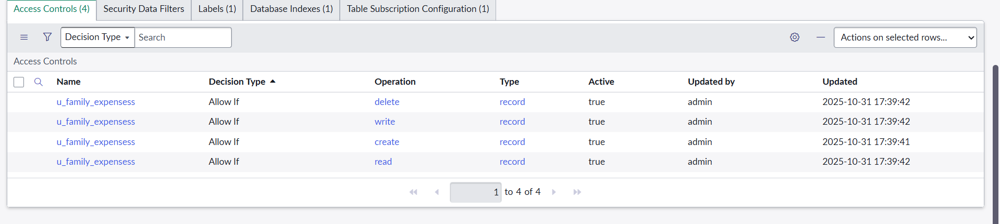 Access Controls (4) Security Data Filters Labels (1) Database Indexes (1) Table Subscription Configuration (1)
Decision Type Search Actions on selected rows...
Access Controls
Name Decision Type Operation Type Active Updated by Updated
u_family_expensess Allow If delete record true admin 2025-10-31 17:39:42
u_family_expensess Allow If write record true admin 2025-10-31 17:39:42
u_family_expensess Allow If create record true admin 2025-10-31 17:39:41
u_family_expensess Allow If read record true admin 2025-10-31 17:39:42
1 to 4 of 4